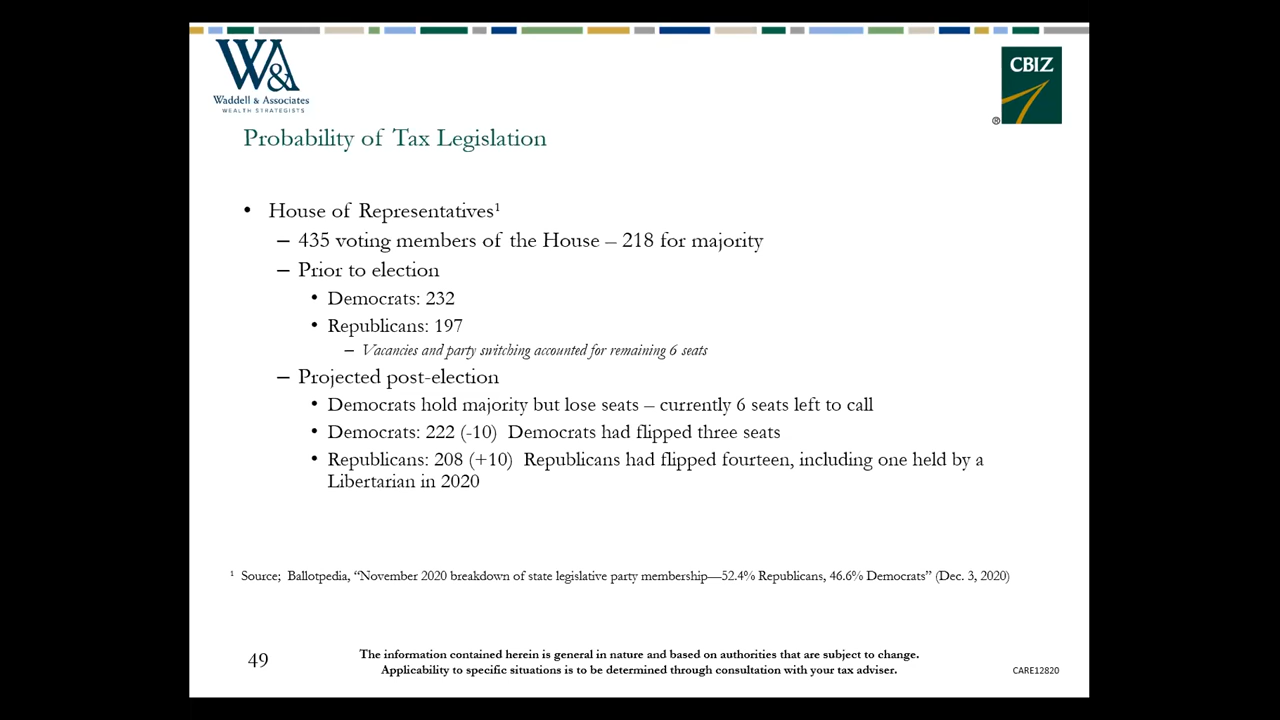 W&A
Waddell & Associates
WEALTH STRATEGISTS
CBIZ
®
Probability of Tax Legislation
• House of Representatives¹
– 435 voting members of the House – 218 for majority
– Prior to election
• Democrats: 232
• Republicans: 197
– Vacancies and party switching accounted for remaining 6 seats
– Projected post-election
• Democrats hold majority but lose seats – currently 6 seats left to call
• Democrats: 222 (-10) Democrats had flipped three seats
• Republicans: 208 (+10) Republicans had flipped fourteen, including one held by a
Libertarian in 2020
¹ Source; Ballotpedia, “November 2020 breakdown of state legislative party membership—52.4% Republicans, 46.6% Democrats” (Dec. 3, 2020)
49
The information contained herein is general in nature and based on authorities that are subject to change.
Applicability to specific situations is to be determined through consultation with your tax adviser.
CARE12820